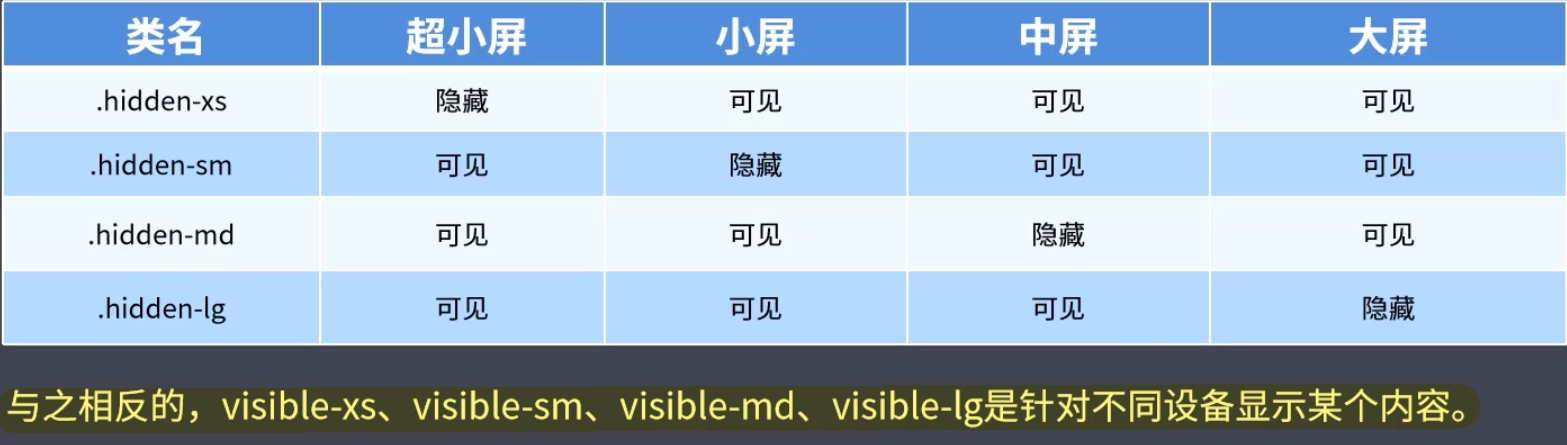 类名 超小屏 小屏 中屏 大屏
.hidden-xs 隐藏 可见 可见 可见
.hidden-sm 可见 隐藏 可见 可见
.hidden-md 可见 可见 隐藏 可见
.hidden-lg 可见 可见 可见 隐藏
与之相反的，visible-xs、visible-sm、visible-md、visible-lg是针对不同设备显示某个内容。